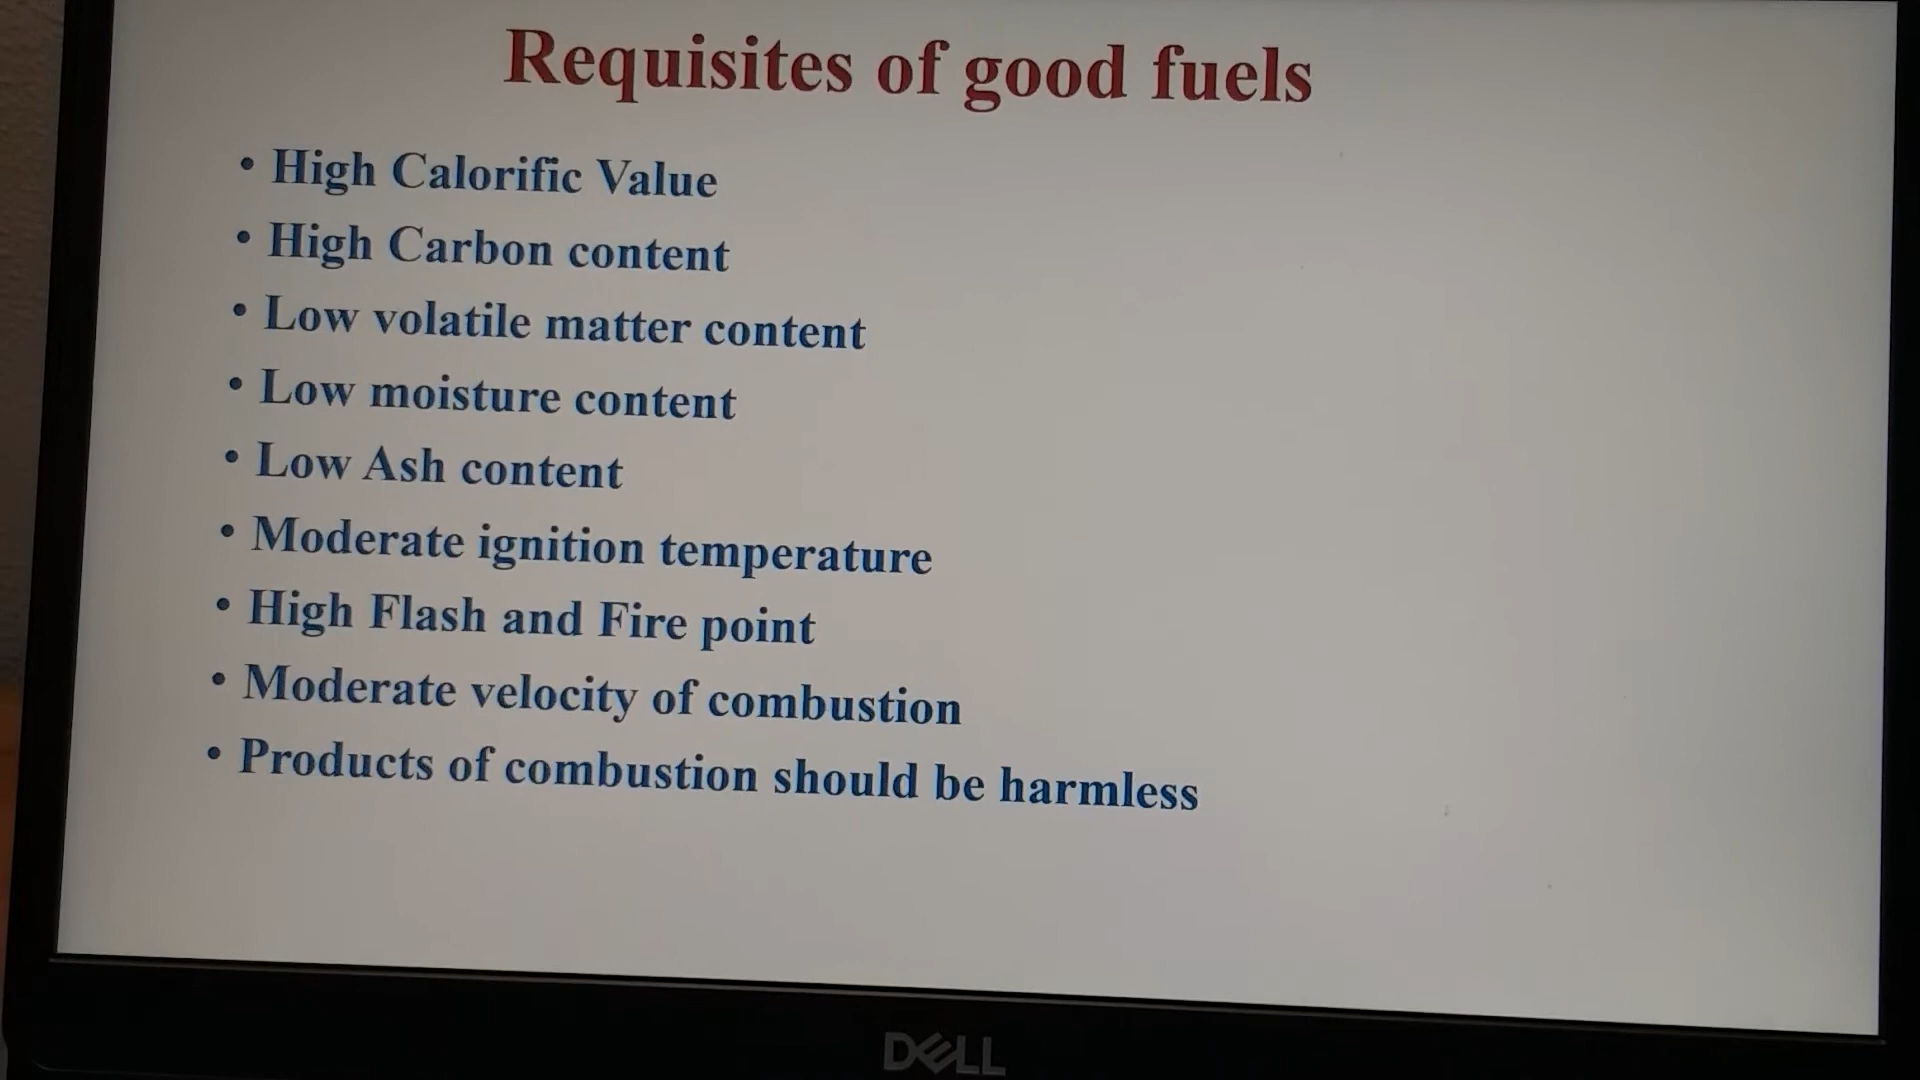 Requisites of good fuels
• High Calorific Value
• High Carbon content
• Low volatile matter content
• Low moisture content
• Low Ash content
• Moderate ignition temperature
• High Flash and Fire point
• Moderate velocity of combustion
• Products of combustion should be harmless
DELL